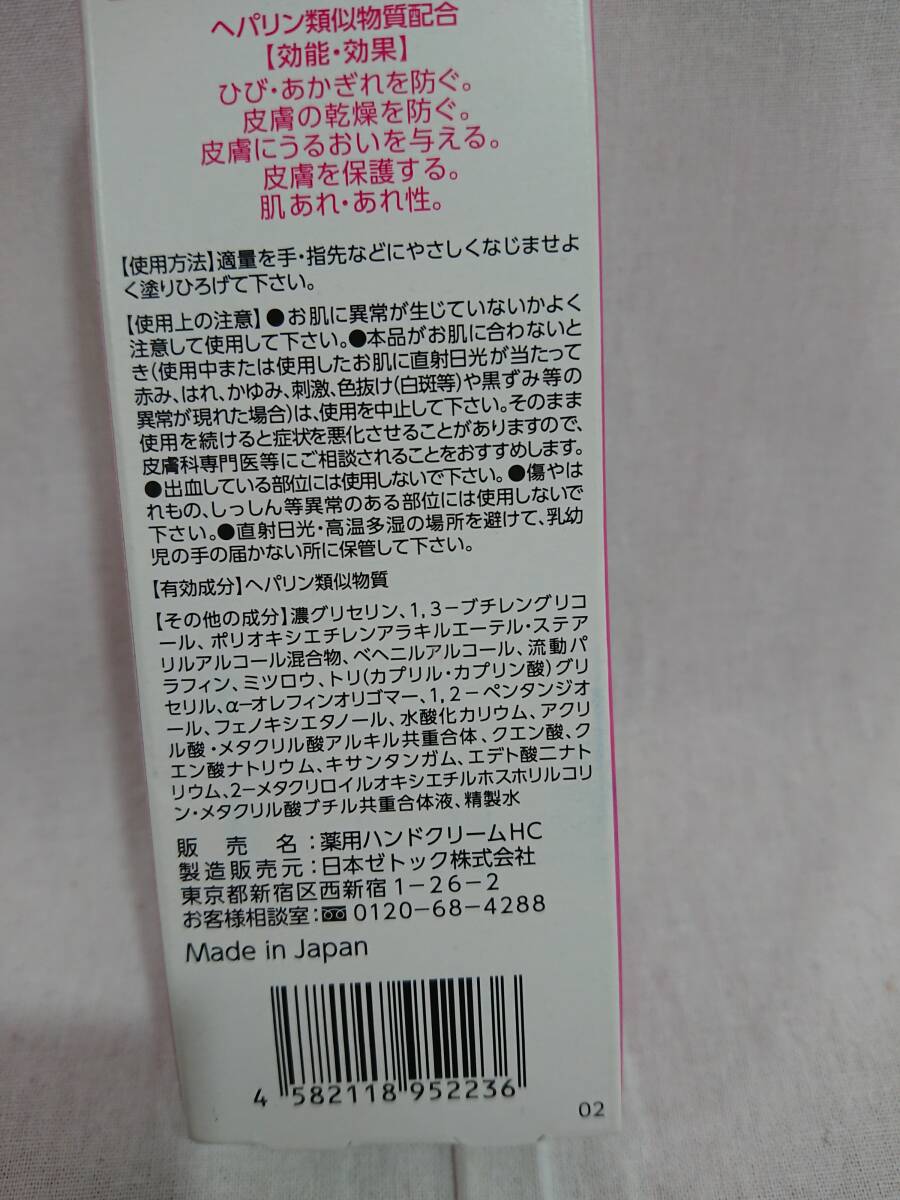 ヘパリン類似物質配合
【効能・効果】
ひび・あかぎれを防ぐ。
皮膚の乾燥を防ぐ。
皮膚にうるおいを与える。
皮膚を保護する。
肌あれ・あれ性。
【使用方法】適量を手・指先などにやさしくなじませよ
く塗りひろげて下さい。
【使用上の注意】●お肌に異常が生じていないかよく
注意して使用して下さい。●本品がお肌に合わないと
き(使用中または使用したお肌に直射日光が当たって
赤み、はれ、かゆみ、刺激、色抜け(白斑等)や黒ずみ等の
異常が現れた場合)は、使用を中止して下さい。そのまま
使用を続けると症状を悪化させることがありますので、
皮膚科専門医等にご相談されることをおすすめします。
●出血している部位には使用しないで下さい。●傷やは
れもの、しっしん等異常のある部位には使用しないで
下さい。●直射日光・高温多湿の場所を避けて、乳幼
児の手の届かない所に保管して下さい。
【有効成分】ヘパリン類似物質
【その他の成分】濃グリセリン、1,3−ブチレングリコ
ール、ポリオキシエチレンアラキルエーテル・ステア
リルアルコール混合物、ベヘニルアルコール、流動パ
ラフィン、ミツロウ、トリ(カプリル・カプリン酸)グリ
セリル、α−オレフィンオリゴマー、1,2−ペンタンジオ
ール、フェノキシエタノール、水酸化カリウム、アクリ
ル酸・メタクリル酸アルキル共重合体、クエン酸、ク
エン酸ナトリウム、キサンタンガム、エデト酸二ナト
リウム、2−メタクリロイルオキシエチルホスホリルコリ
ン・メタクリル酸ブチル共重合体液、精製水
販売名:薬用ハンドクリームHC
製造販売元:日本ゼトック株式会社
東京都新宿区西新宿1−26−2
お客様相談室:0120−68−4288
Made in Japan
4 582118 952236
02